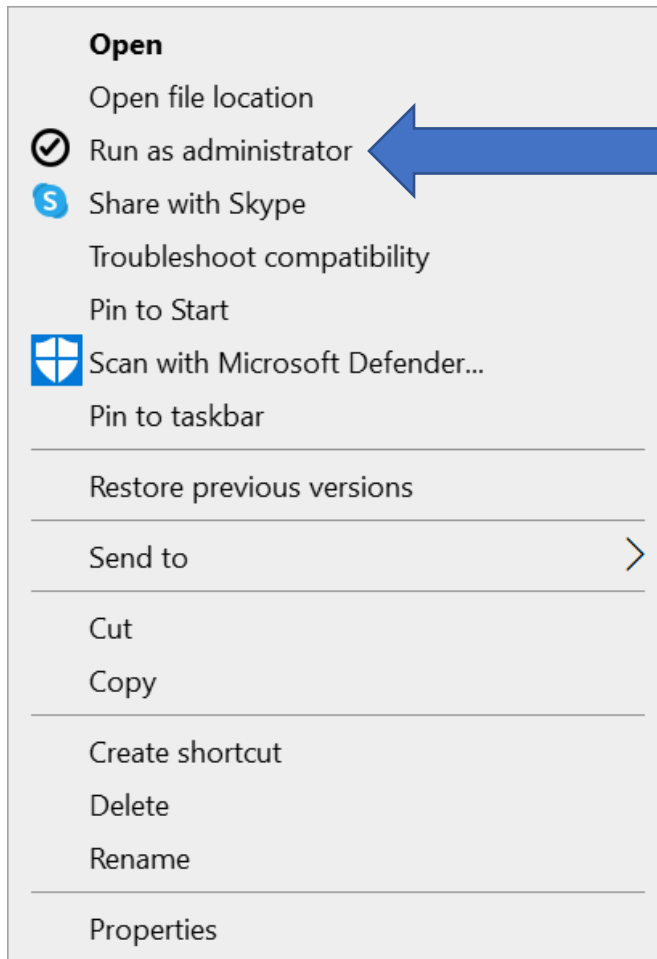 Open
Open file location
Run as administrator
S Share with Skype
Troubleshoot compatibility
Pin to Start
Scan with Microsoft Defender...
Pin to taskbar
Restore previous versions
Send to
Cut
Copy
Create shortcut
Delete
Rename
Properties